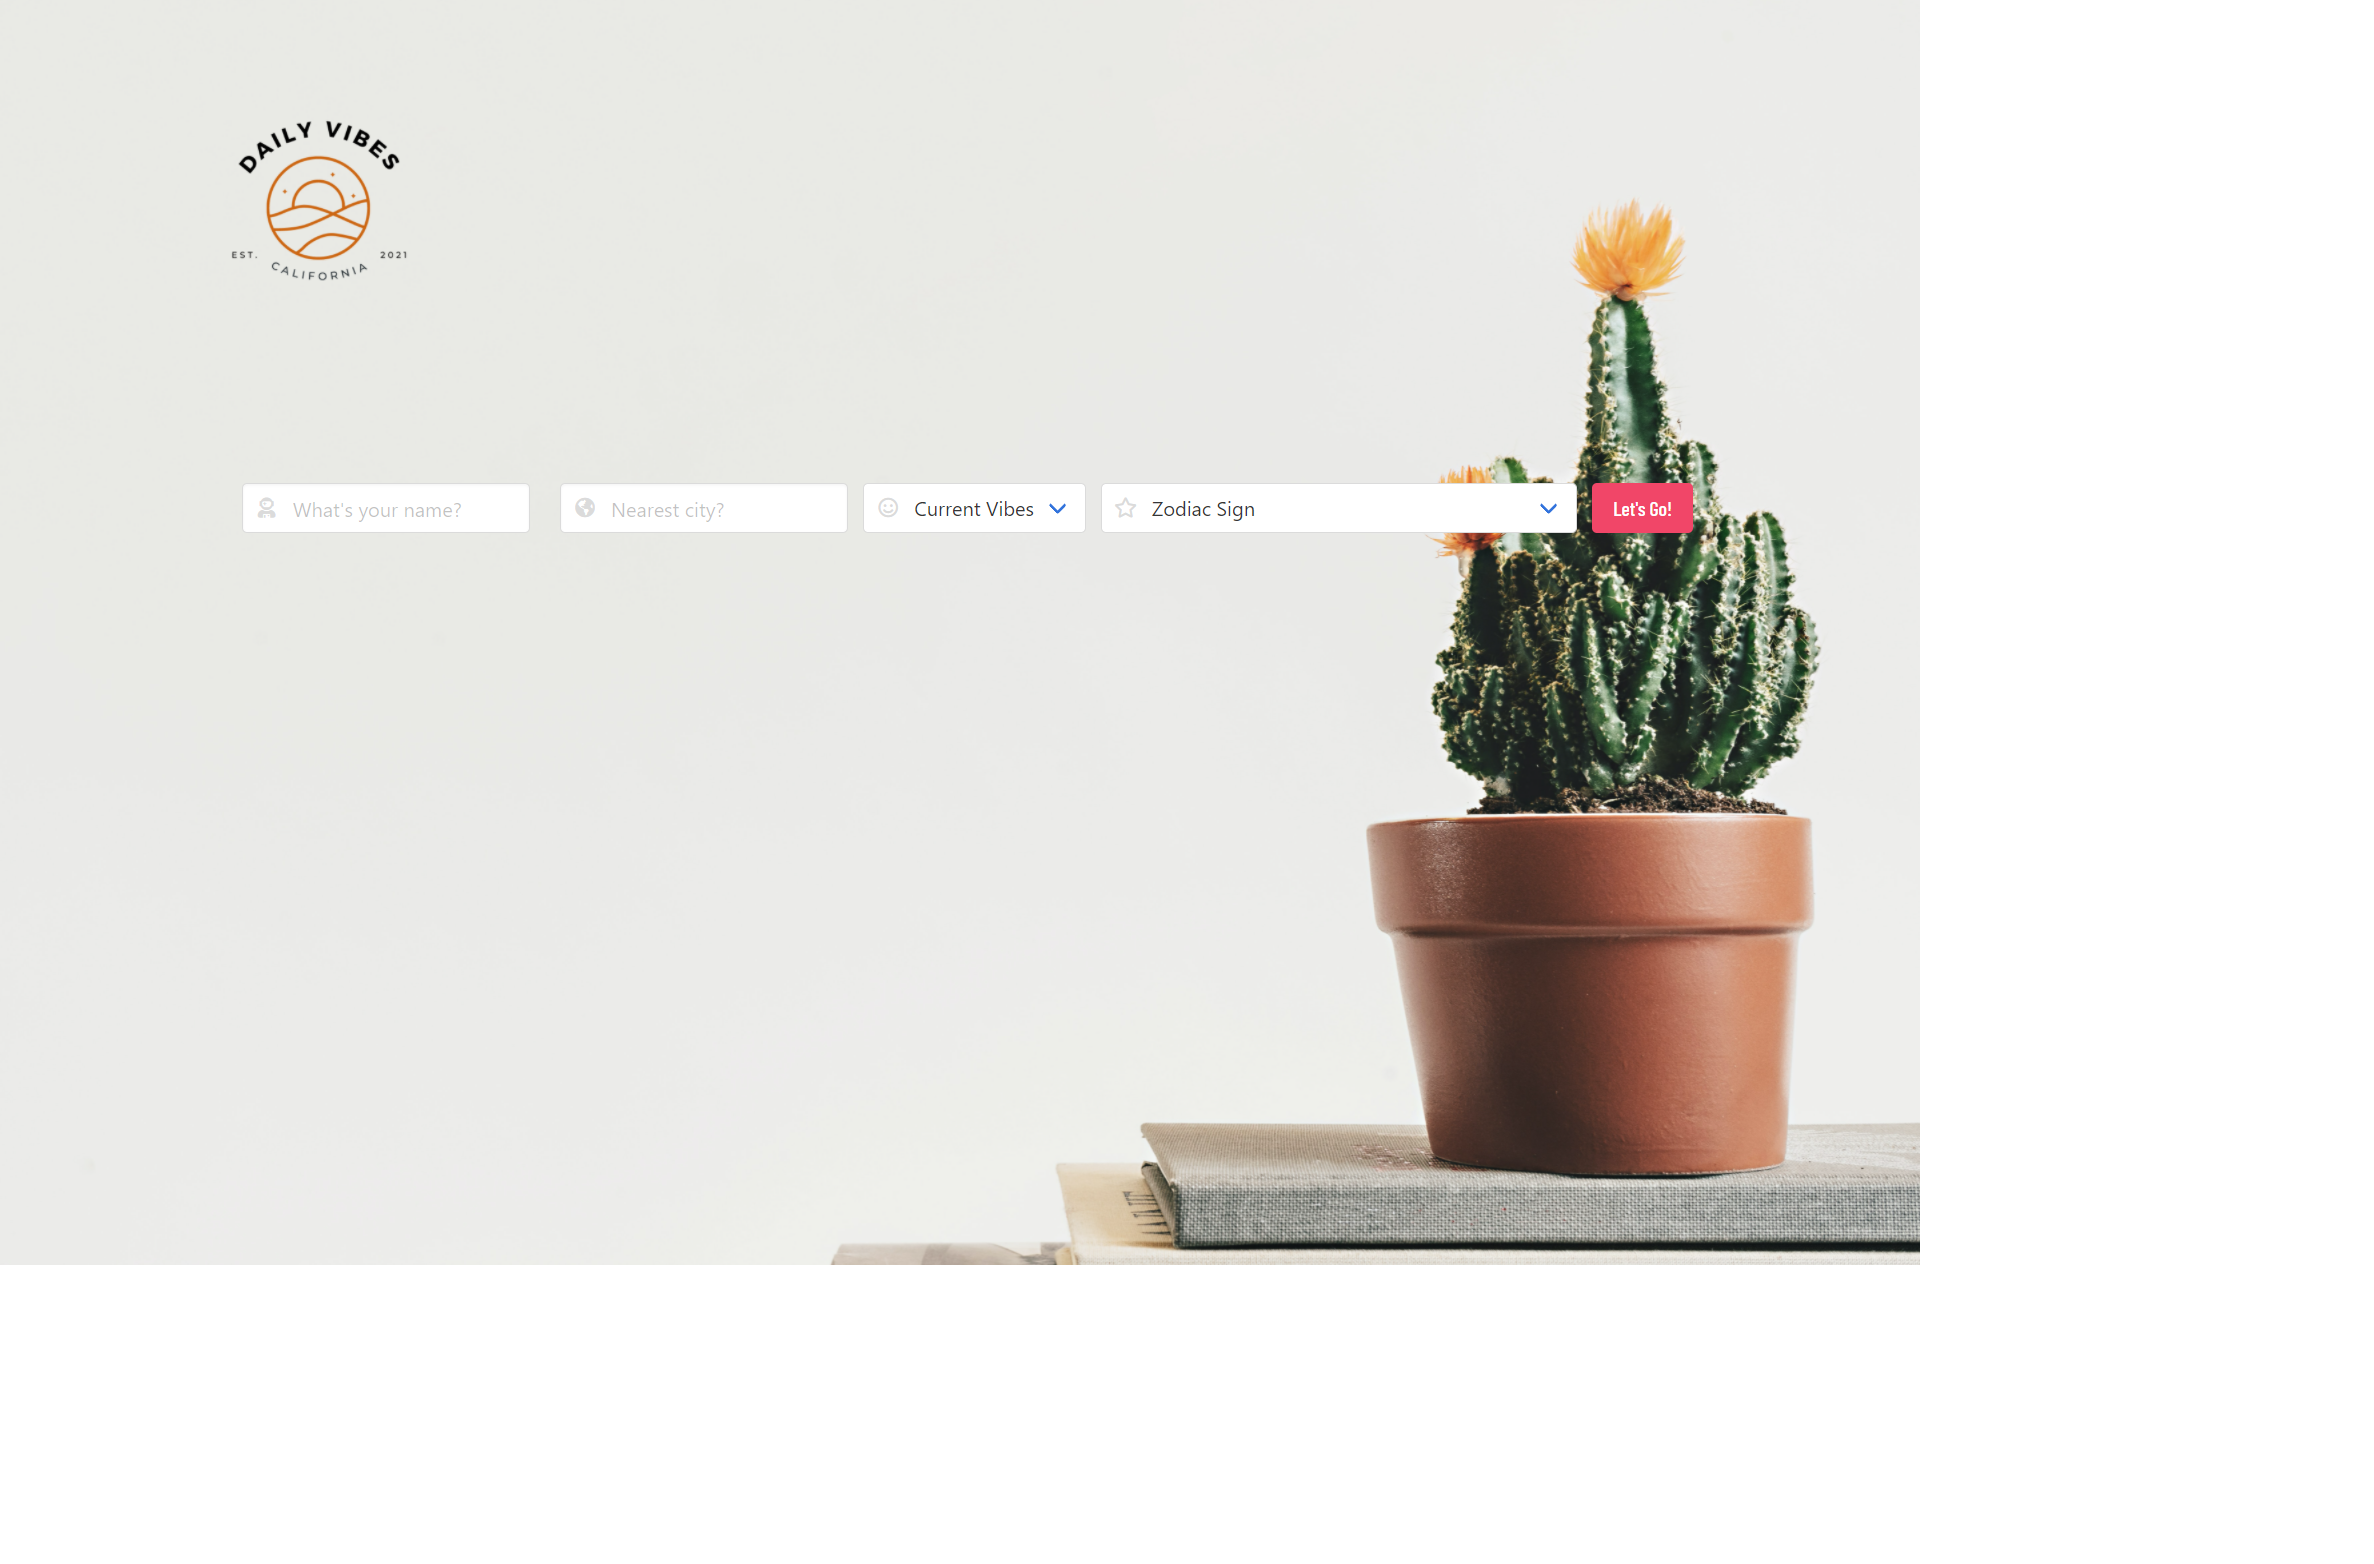 DAILY VIBES
EST.
2021
CALIFORNIA
What's your name?
Nearest city?
Current Vibes
Zodiac Sign
Let's Go!